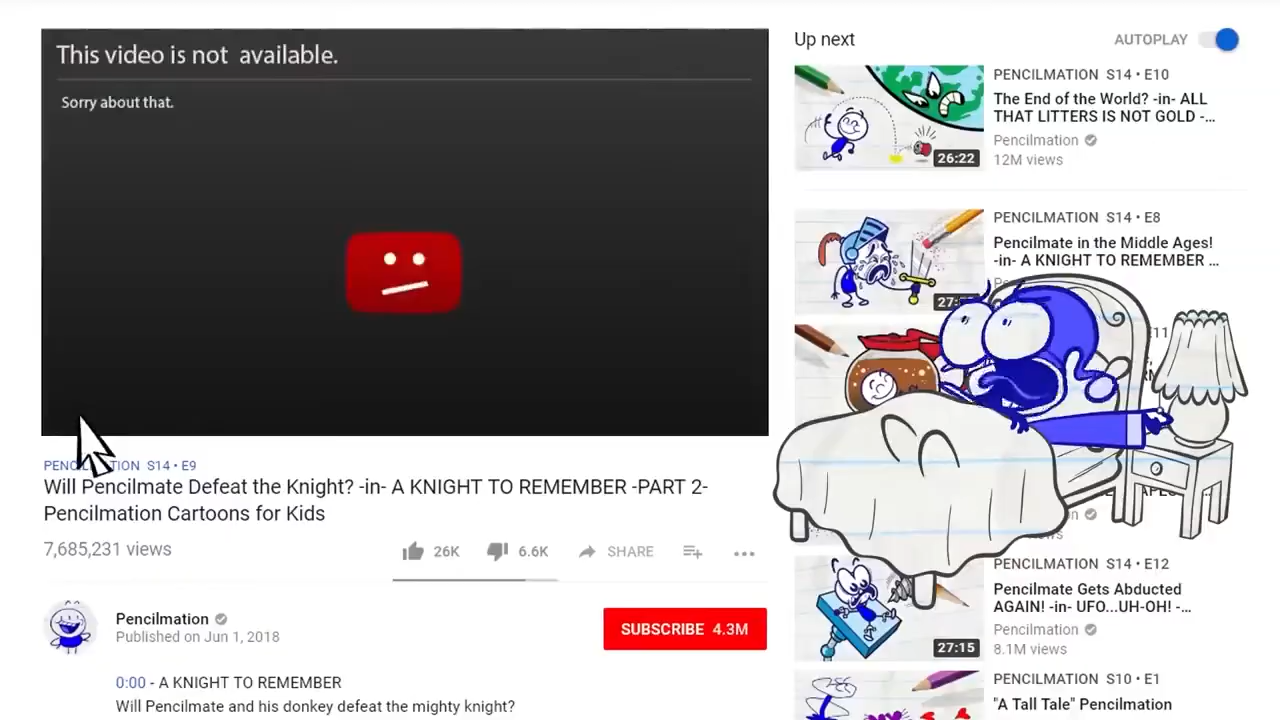 This video is not available.
Sorry about that.
S14 • E9
Will Pencilmate Defeat the Knight? -in- A KNIGHT TO REMEMBER -PART 2-
Pencilmation Cartoons for Kids
7,685,231 views
26K
6.6K
SHARE
Pencilmation
Published on Jun 1, 2018
SUBSCRIBE 4.3M
0:00 - A KNIGHT TO REMEMBER
Will Pencilmate and his donkey defeat the mighty knight?
Up next
AUTOPLAY
26:22
PENCILMATION S14 • E10
The End of the World? -in- ALL
THAT LITTERS IS NOT GOLD -...
Pencilmation
12M views
PENCILMATION S14 • E8
Pencilmate in the Middle Ages!
-in- A KNIGHT TO REMEMBER ...
27:15
PENCILMATION S14 • E12
Pencilmate Gets Abducted
AGAIN! -in- UFO...UH-OH! -...
Pencilmation
8.1M views
PENCILMATION S10 • E1
"A Tall Tale" Pencilmation